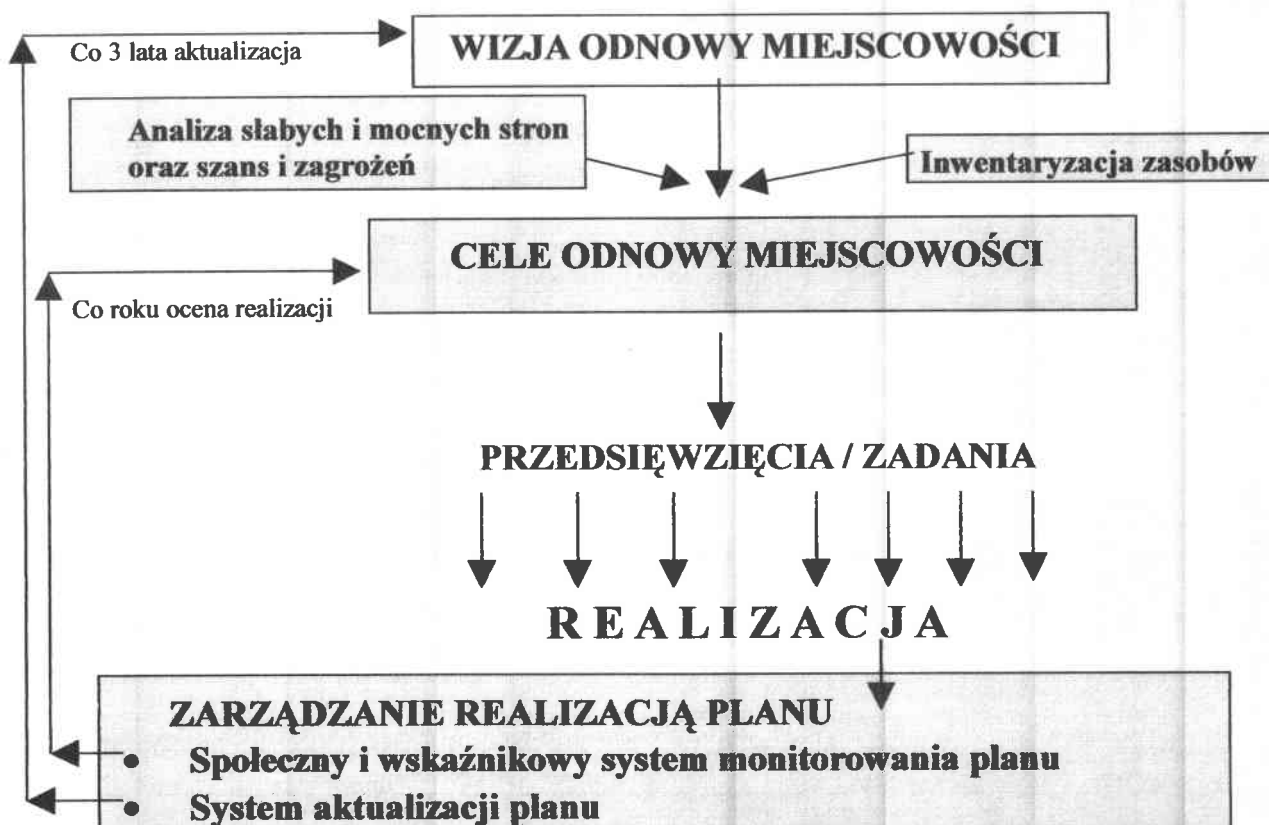 Co 3 lata aktualizacja
WIZJA ODNOWY MIEJSCOWOŚCI
Analiza słabych i mocnych stron
oraz szans i zagrożeń
Inwentaryzacja zasobów
CELE ODNOWY MIEJSCOWOŚCI
Co roku ocena realizacji
PRZEDSIĘWZIĘCIA / ZADANIA
REALIZACJA
ZARZĄDZANIE REALIZACJĄ PLANU
• Społeczny i wskaźnikowy system monitorowania planu
• System aktualizacji planu